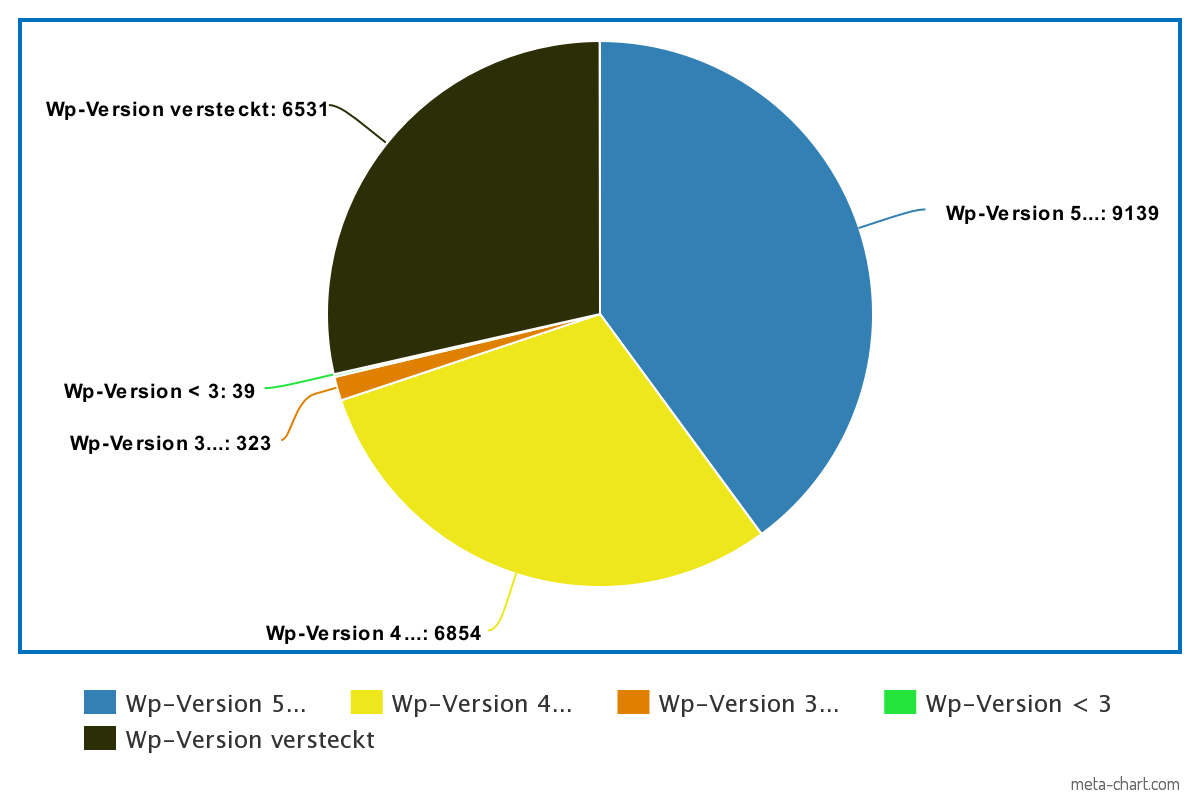 Wp-Version versteckt: 6531
Wp-Version 5...: 9139
Wp-Version < 3: 39
Wp-Version 3...: 323
Wp-Version 4...: 6854
Wp-Version 5... Wp-Version 4... Wp-Version 3... Wp-Version < 3
Wp-Version versteckt
meta-chart.com